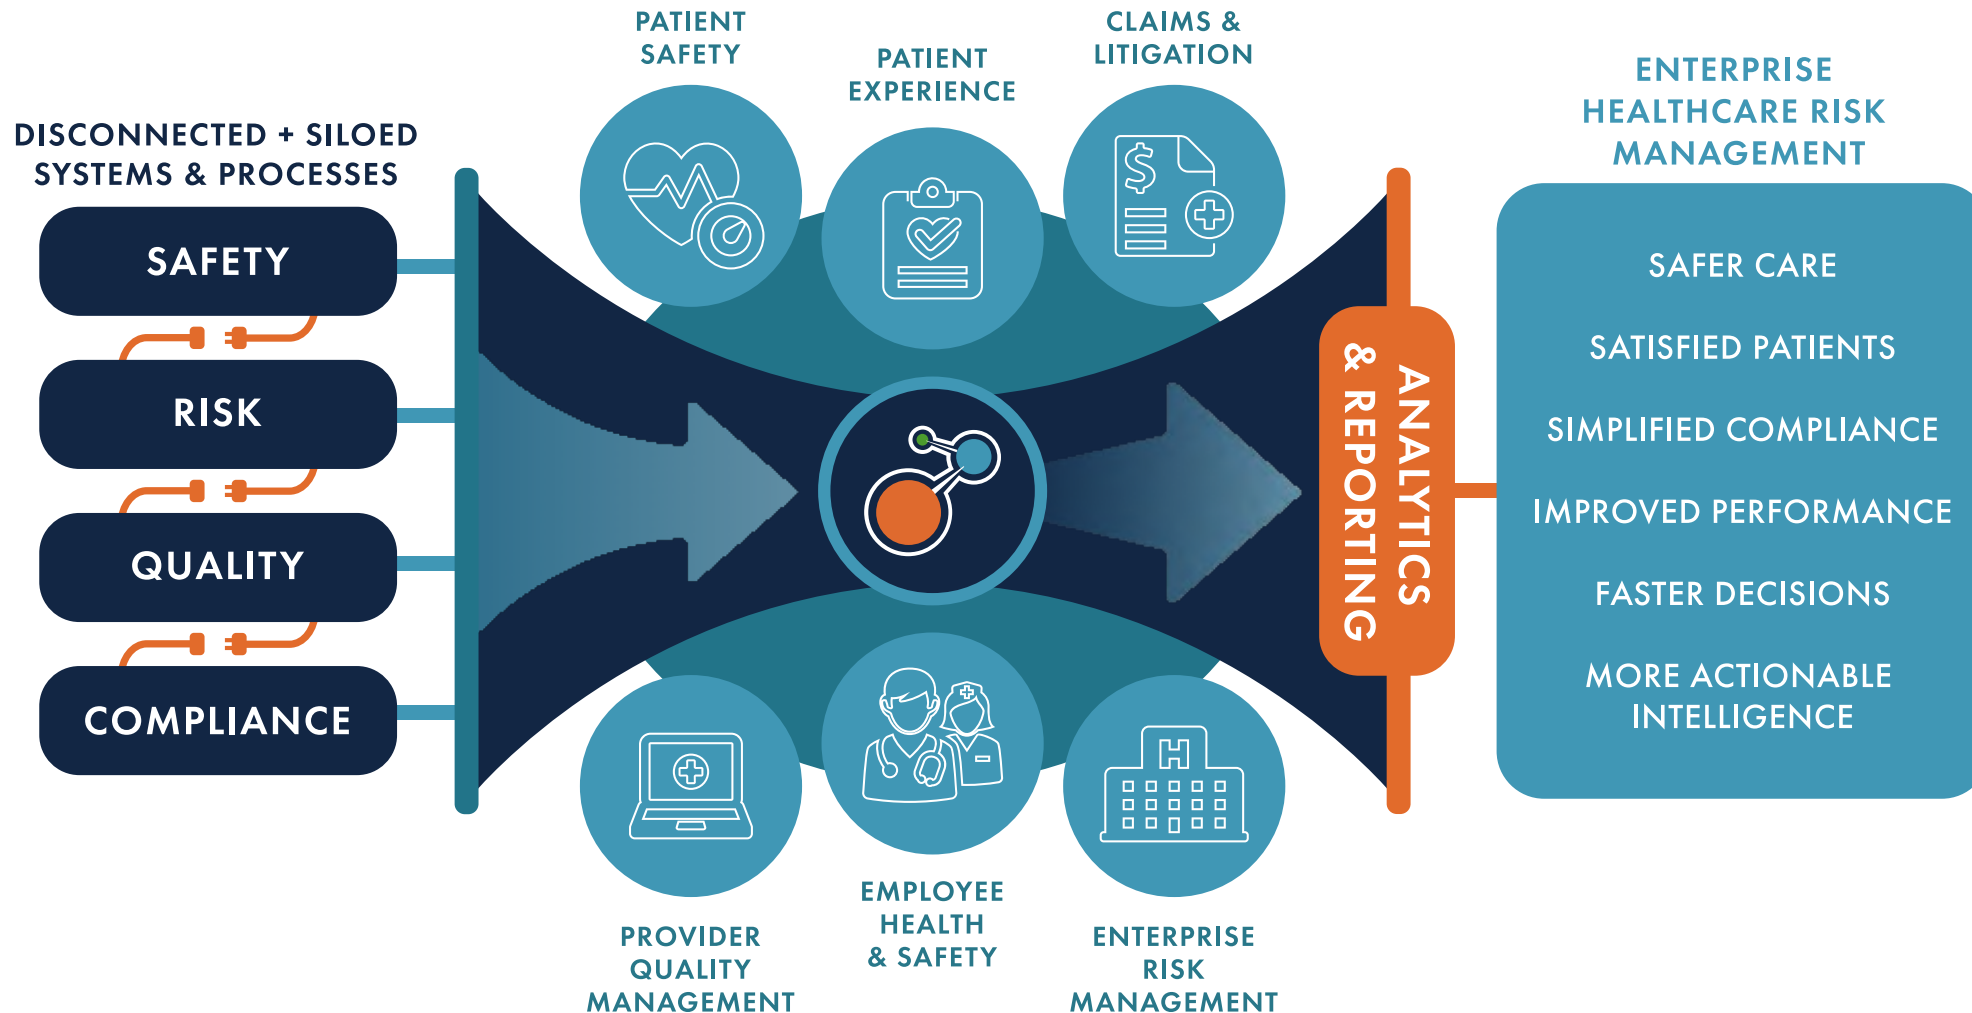 DISCONNECTED + SILOED
SYSTEMS & PROCESSES
SAFETY
RISK
QUALITY
COMPLIANCE
PATIENT
SAFETY
PATIENT
EXPERIENCE
CLAIMS &
LITIGATION
PROVIDER
QUALITY
MANAGEMENT
EMPLOYEE
HEALTH
& SAFETY
ENTERPRISE
RISK
MANAGEMENT
ANALYTICS
& REPORTING
ENTERPRISE
HEALTHCARE RISK
MANAGEMENT
SAFER CARE
SATISFIED PATIENTS
SIMPLIFIED COMPLIANCE
IMPROVED PERFORMANCE
FASTER DECISIONS
MORE ACTIONABLE
INTELLIGENCE
$
H